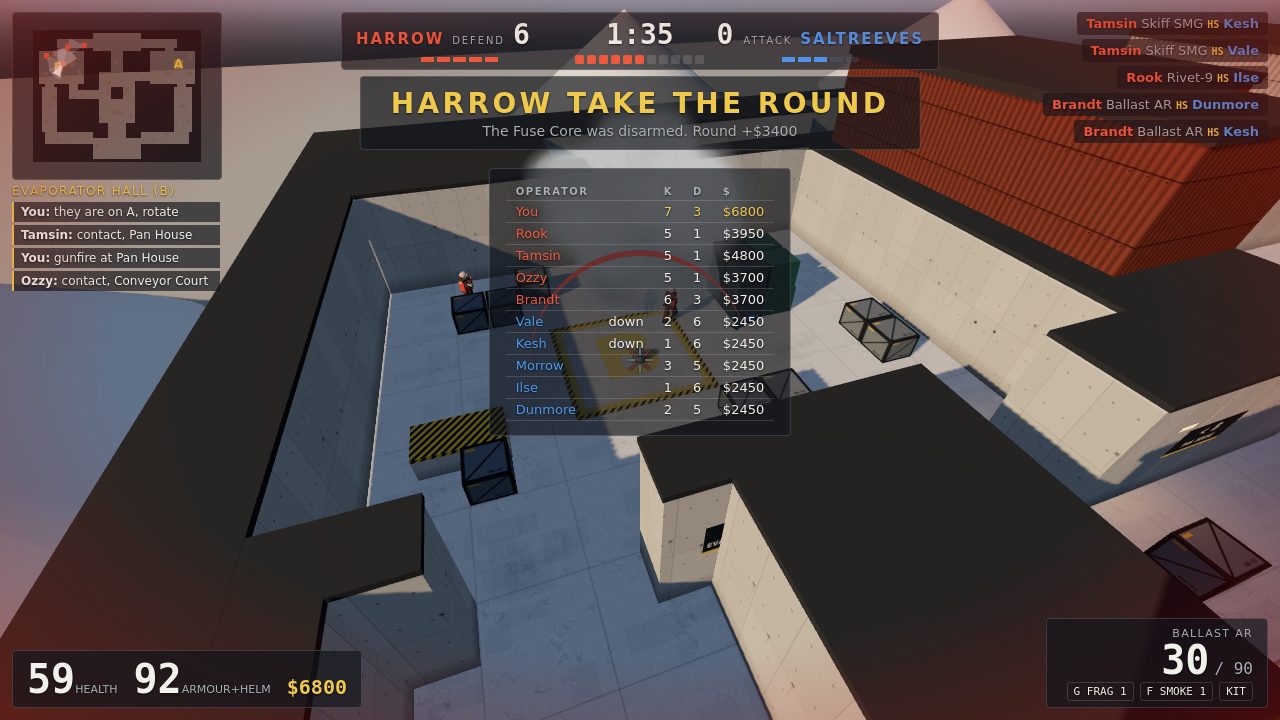 A
EVAPORATOR HALL (B)
You: they are on A, rotate
Tamsin: contact, Pan House
You: gunfire at Pan House
Ozzy: contact, Conveyor Court
HARROW DEFEND 6 1:35 0 ATTACK SALTREEVES
HARROW TAKE THE ROUND
The Fuse Core was disarmed. Round +$3400
Tamsin Skiff SMG HS Kesh
Tamsin Skiff SMG HS Vale
Rook Rivet-9 HS Ilse
Brandt Ballast AR HS Dunmore
Brandt Ballast AR HS Kesh
OPERATOR K D $
You 7 3 $6800
Rook 5 1 $3950
Tamsin 5 1 $4800
Ozzy 5 1 $3700
Brandt 6 3 $3700
Vale down 2 6 $2450
Kesh down 1 6 $2450
Morrow 3 5 $2450
Ilse 1 6 $2450
Dunmore 2 5 $2450
59 HEALTH 92 ARMOUR+HELM $6800
BALLAST AR
30 / 90
G FRAG 1 F SMOKE 1 KIT